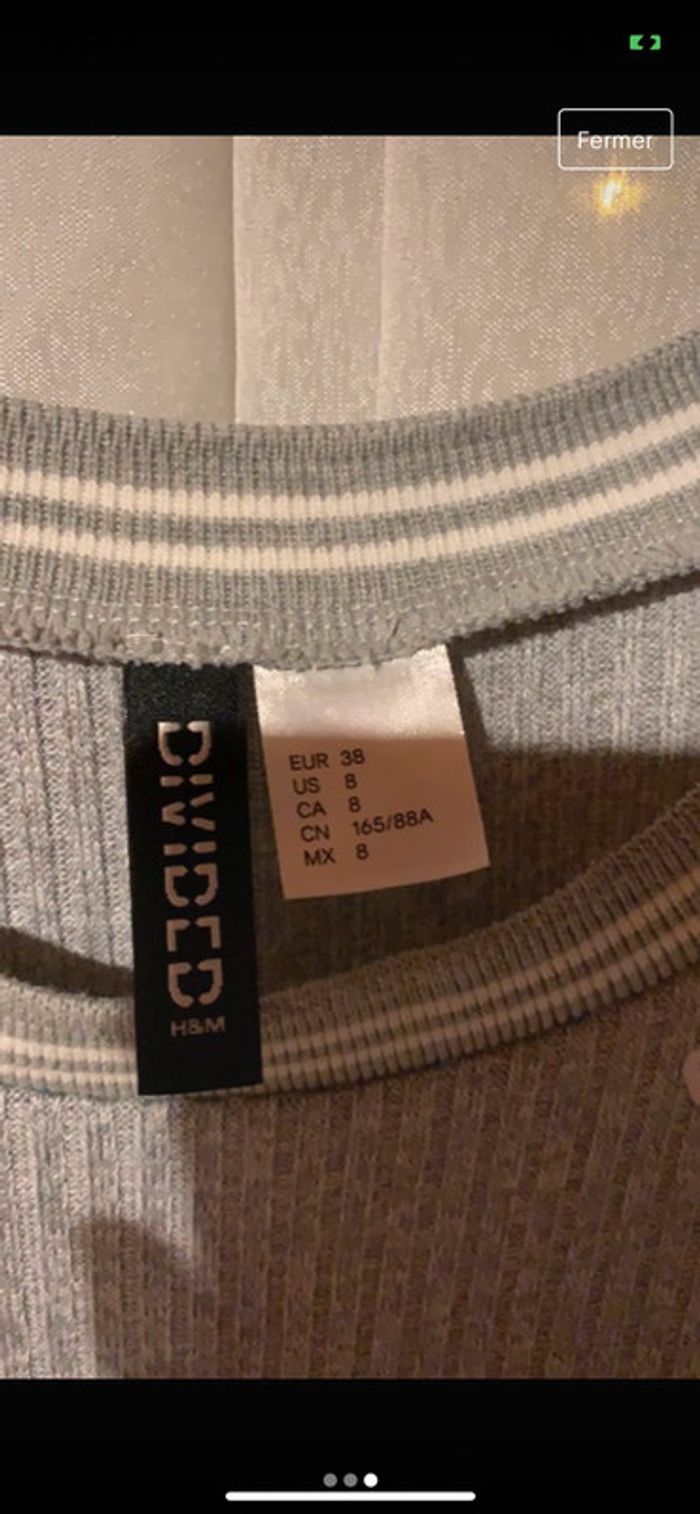 Fermer
DIVIDED
H&M
EUR 38
US 8
CA 8
CN 165/88A
MX 8